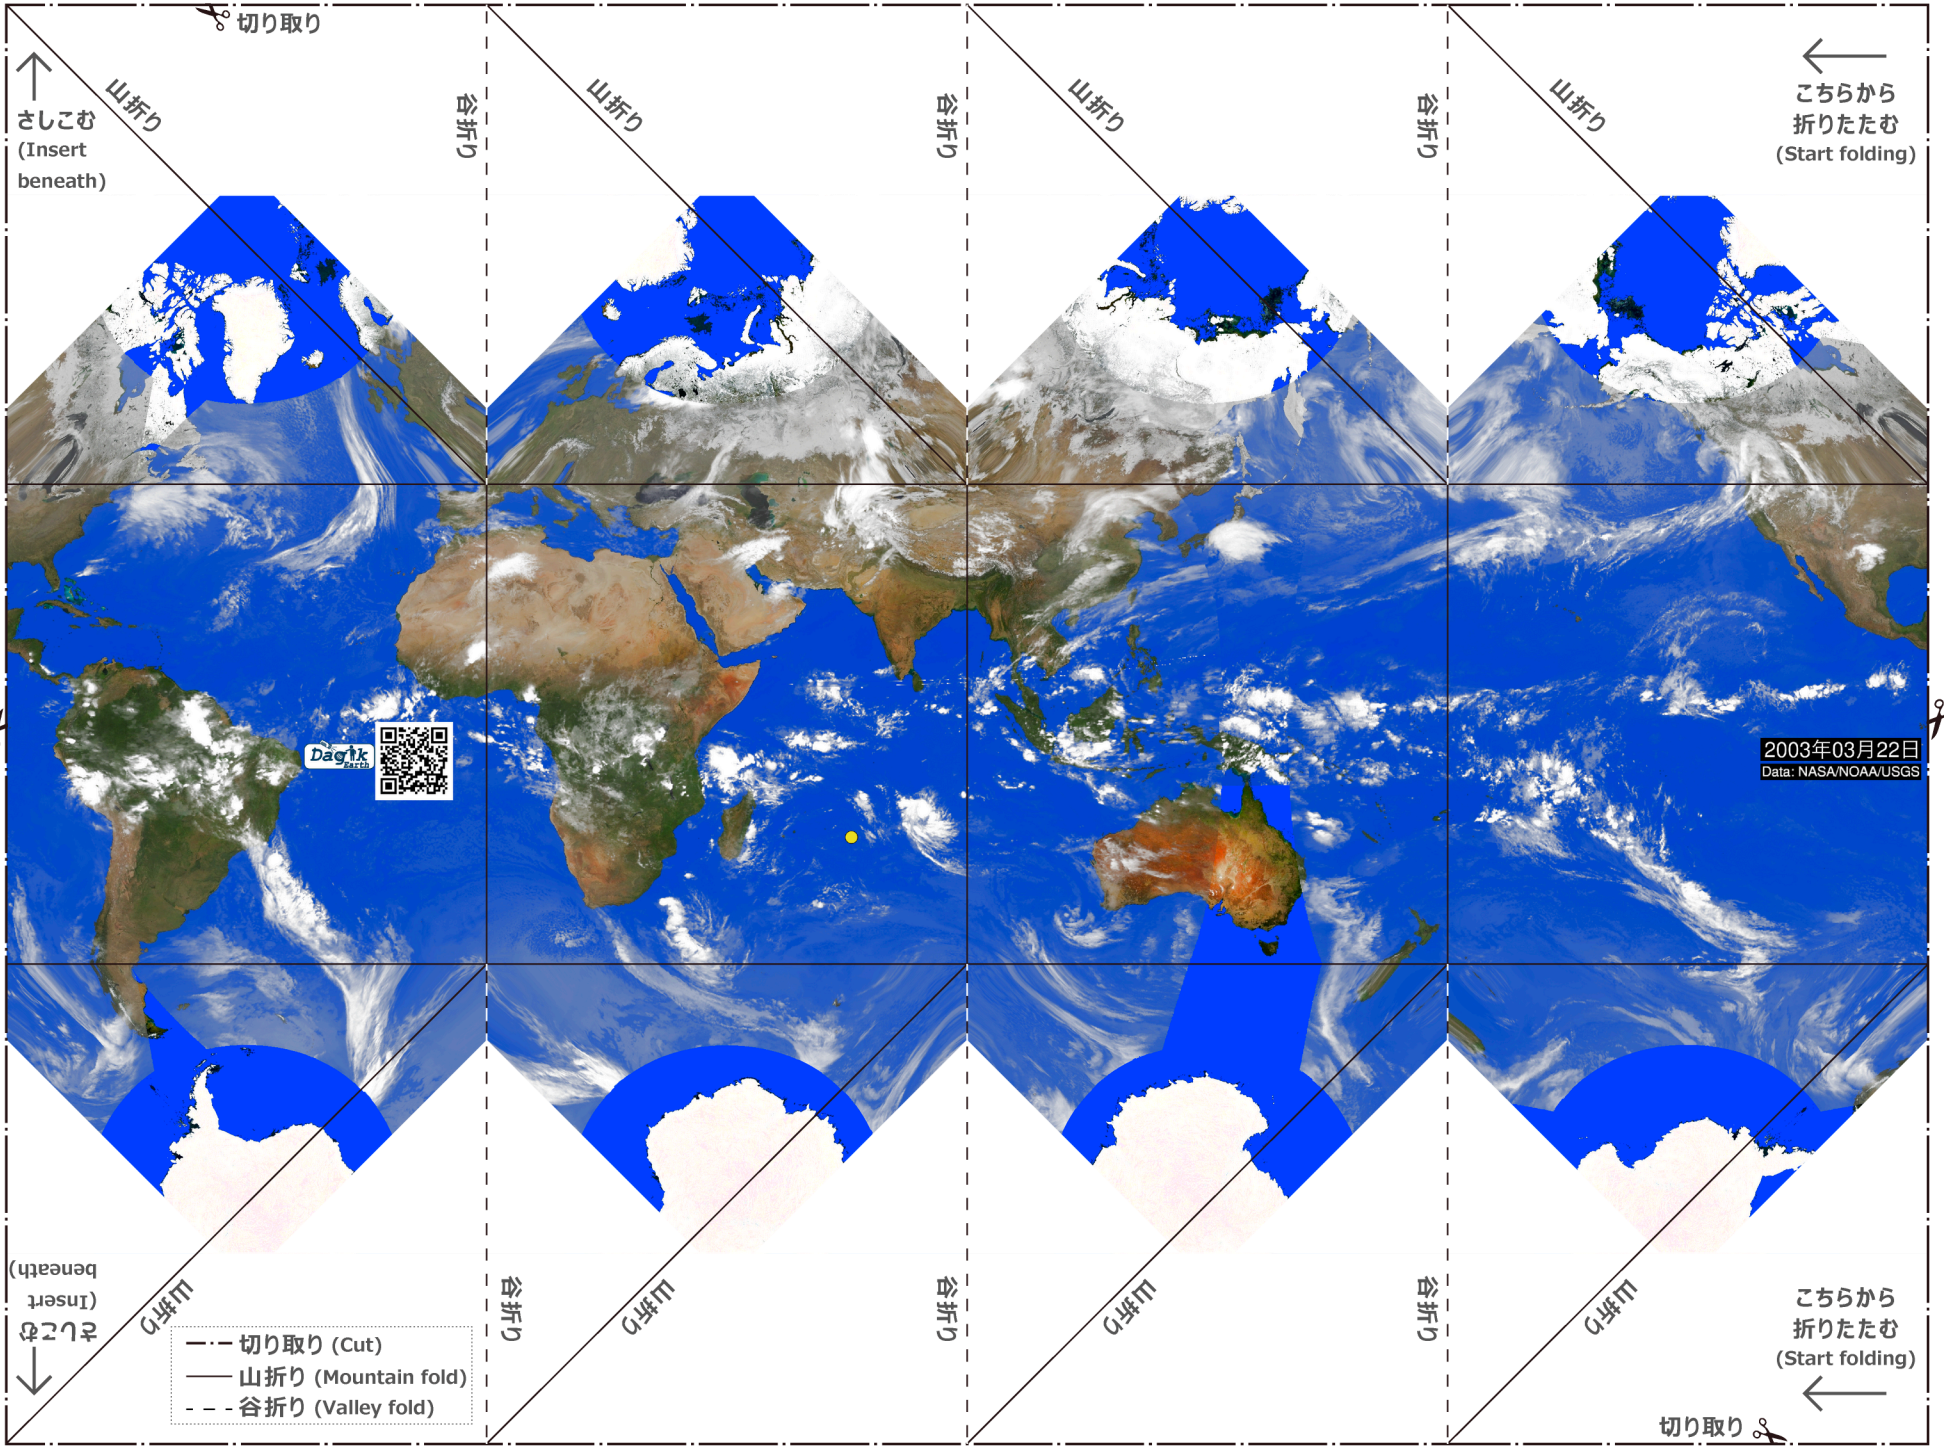 切り取り
山折り
谷折り
山折り
谷折り
山折り
谷折り
山折り
さしこむ
(Insert
beneath)
こちらから
折りたたむ
(Start folding)
Dagik
Earth
2003年03月22日
Data: NASA/NOAA/USGS
さしこむ
(Insert
beneath)
山折り
谷折り
山折り
谷折り
山折り
谷折り
山折り
こちらから
折りたたむ
(Start folding)
切り取り (Cut)
山折り (Mountain fold)
谷折り (Valley fold)
切り取り